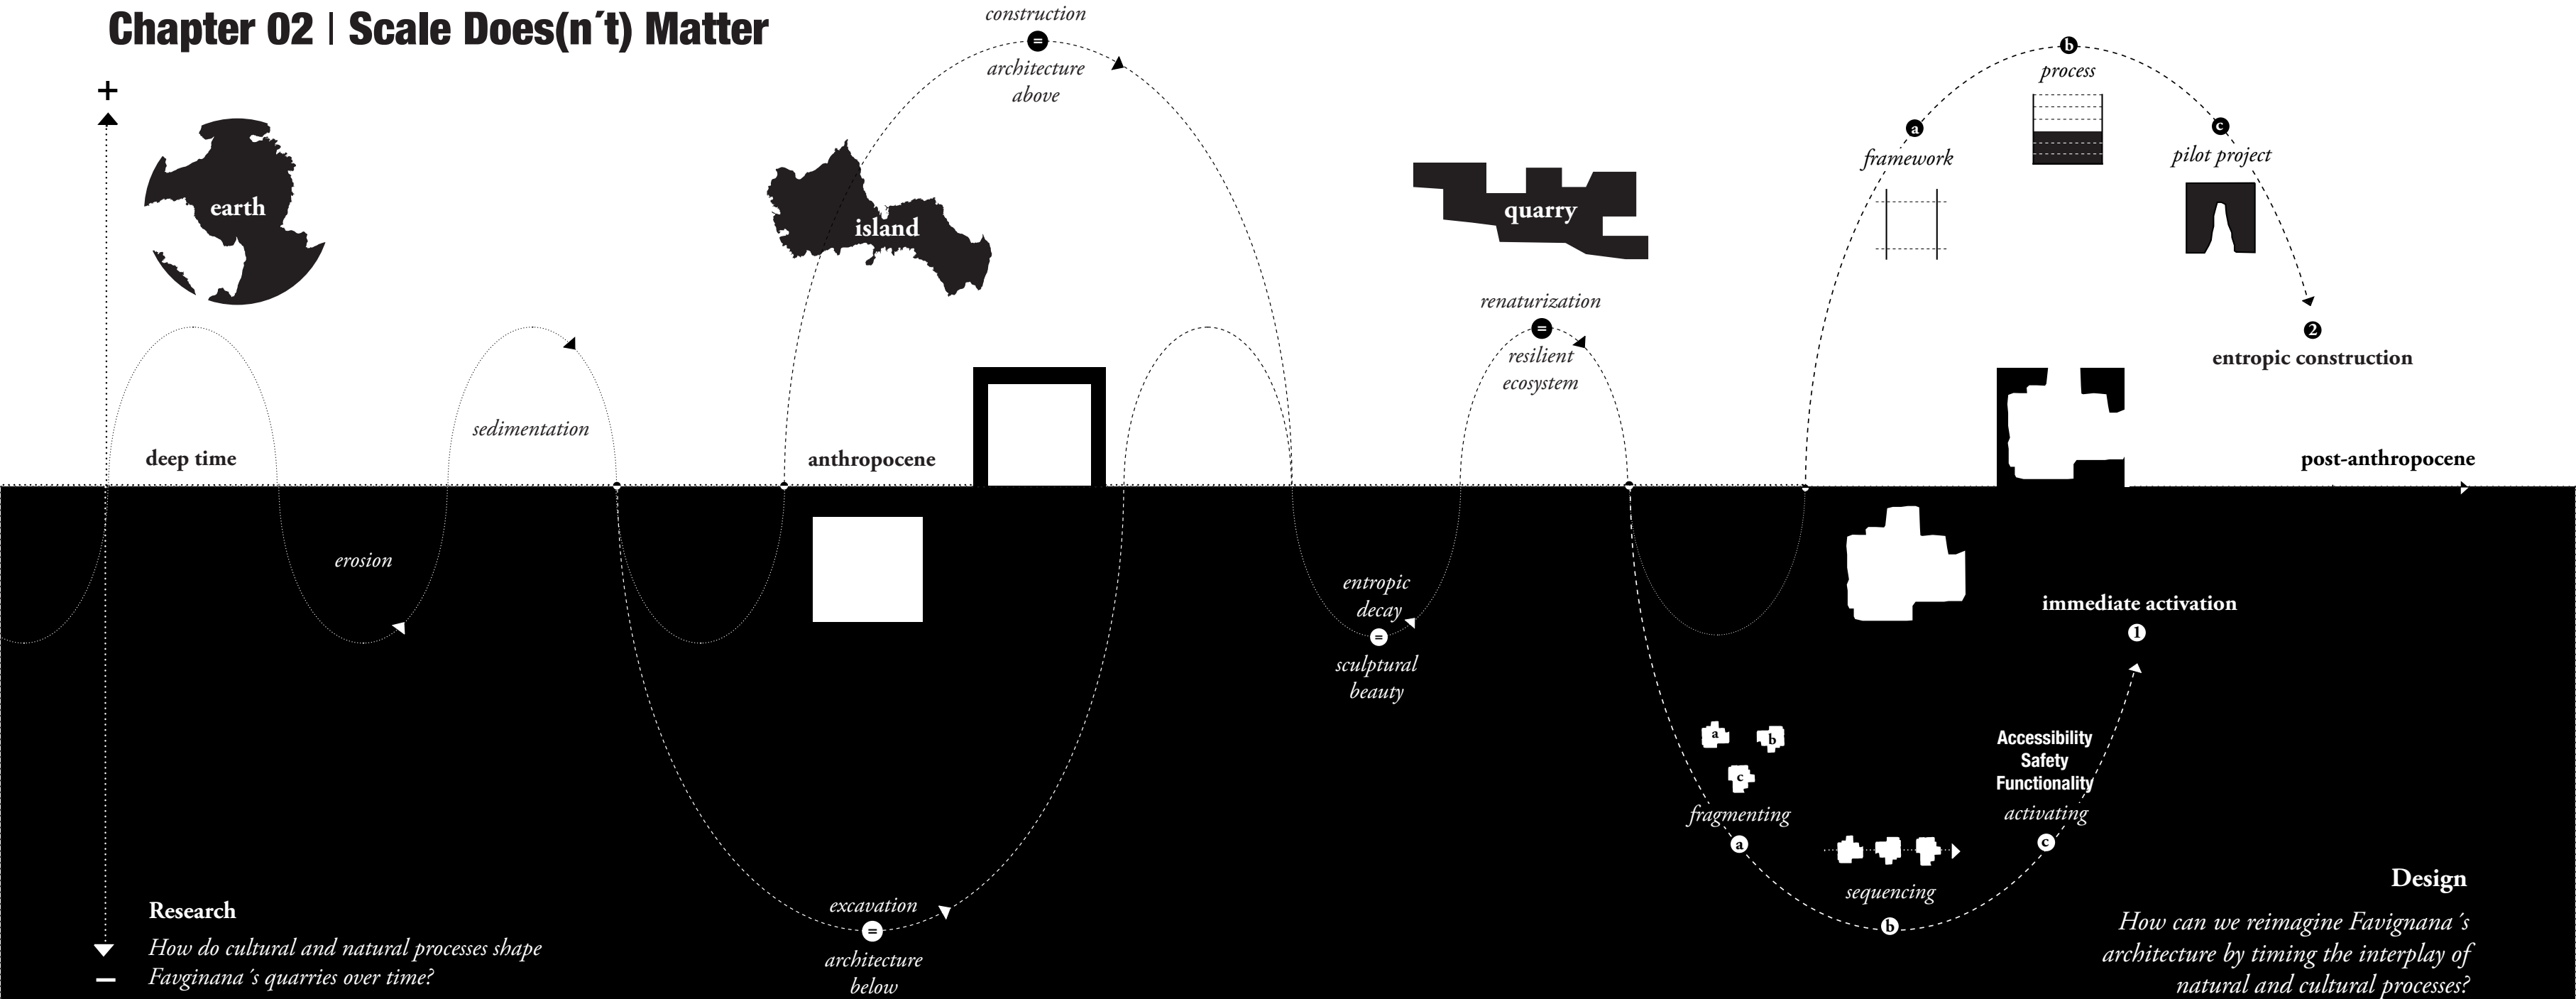 Chapter 02 | Scale Does(n´t) Matter
+
earth
deep time
erosion
sedimentation
construction
=
architecture
above
island
anthropocene
excavation
=
architecture
below
quarry
renaturization
=
resilient
ecosystem
entropic
decay
=
sculptural
beauty
a
framework
b
process
c
pilot project
2
entropic construction
post-anthropocene
immediate activation
1
a
b
c
fragmenting
a
sequencing
b
Accessibility
Safety
Functionality
activating
c
Research
How do cultural and natural processes shape
Favginana´s quarries over time?
–
Design
How can we reimagine Favignana´s
architecture by timing the interplay of
natural and cultural processes?